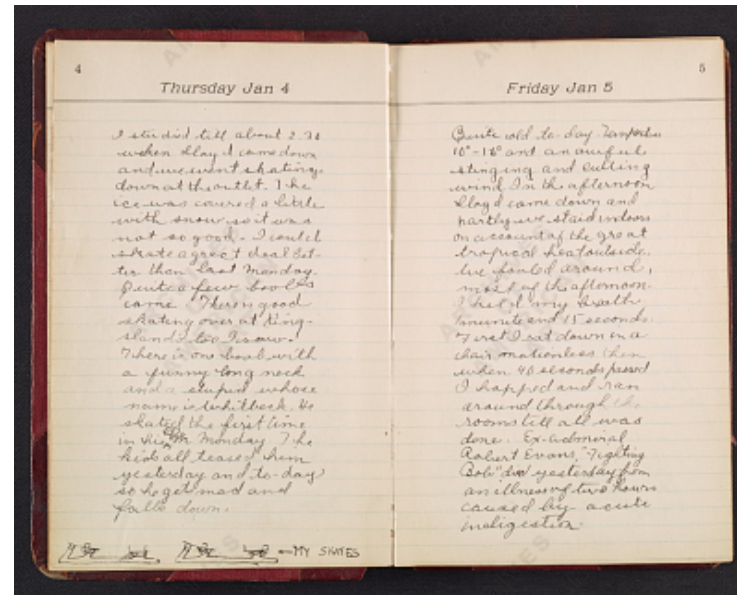 4
Thursday Jan 4
I studied till about 2.30
when Lloyd came down
and we went skating
down at the outlet. The
ice was covered a little
with snow so it was
not so good. I could
skate a great deal bet-
ter than last Monday.
Quite a few boobs
came. There's good
skating over at King-
sland's too I saw.
There is one boob with
a funny long neck
and a stupid whose
name is Whitbeck. He
skated the first time
in his life Monday. The
kids all teased him
yesterday and to-day
so he gets mad and
falls down.
MY SKATES
5
Friday Jan 5
Quite cold to-day. Temperature
10°-16° and an awful
stinging and cutting
wind. In the afternoon
Lloyd came down and
partly we staid indoors
on account of the great
tropical heat outside.
We fooled around,
most of the afternoon.
I held my breath
1 munite and 15 seconds.
First I sat down in a
chair motionless then
when 40 seconds passed
I happed and ran
around through the
rooms till all was
done. Ex-admiral
Robert Evans, "Fighting
Bob" died yesterday from
an illness of two hours
caused by acute
indigestion.